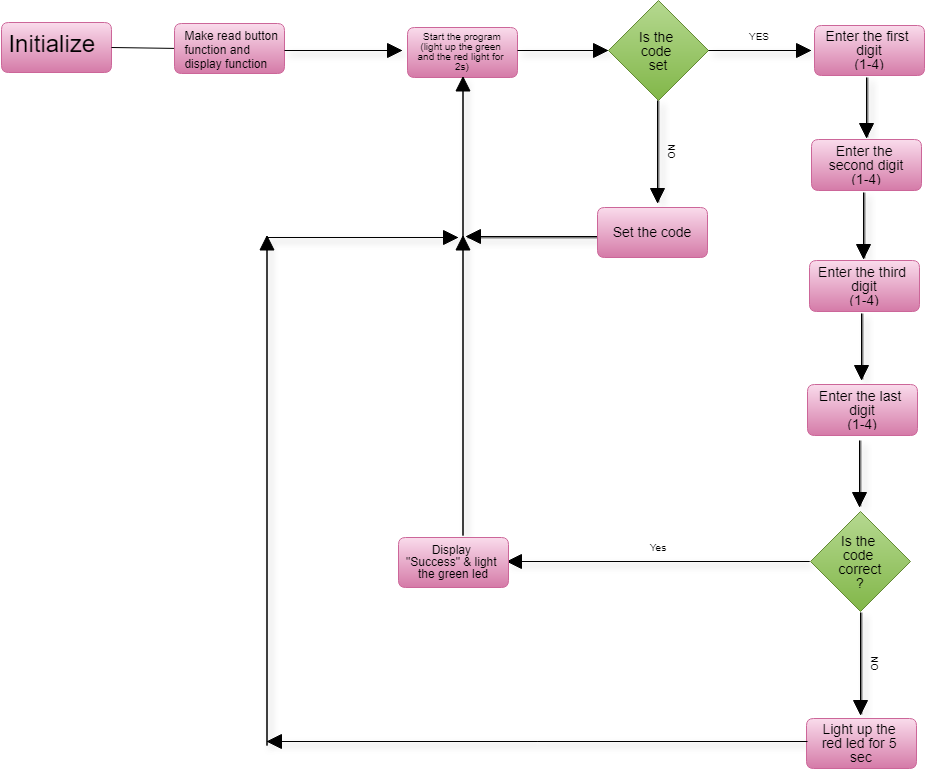 Initialize
Make read button
function and
display function
Start the program
(light up the green
and the red light for
2s)
Is the
code
set
YES
Enter the first
digit
(1-4)
NO
Enter the
second digit
(1-4)
Set the code
Enter the third
digit
(1-4)
Enter the last
digit
(1-4)
Is the
code
correct
?
Yes
Display
"Success" & light
the green led
NO
Light up the
red led for 5
sec